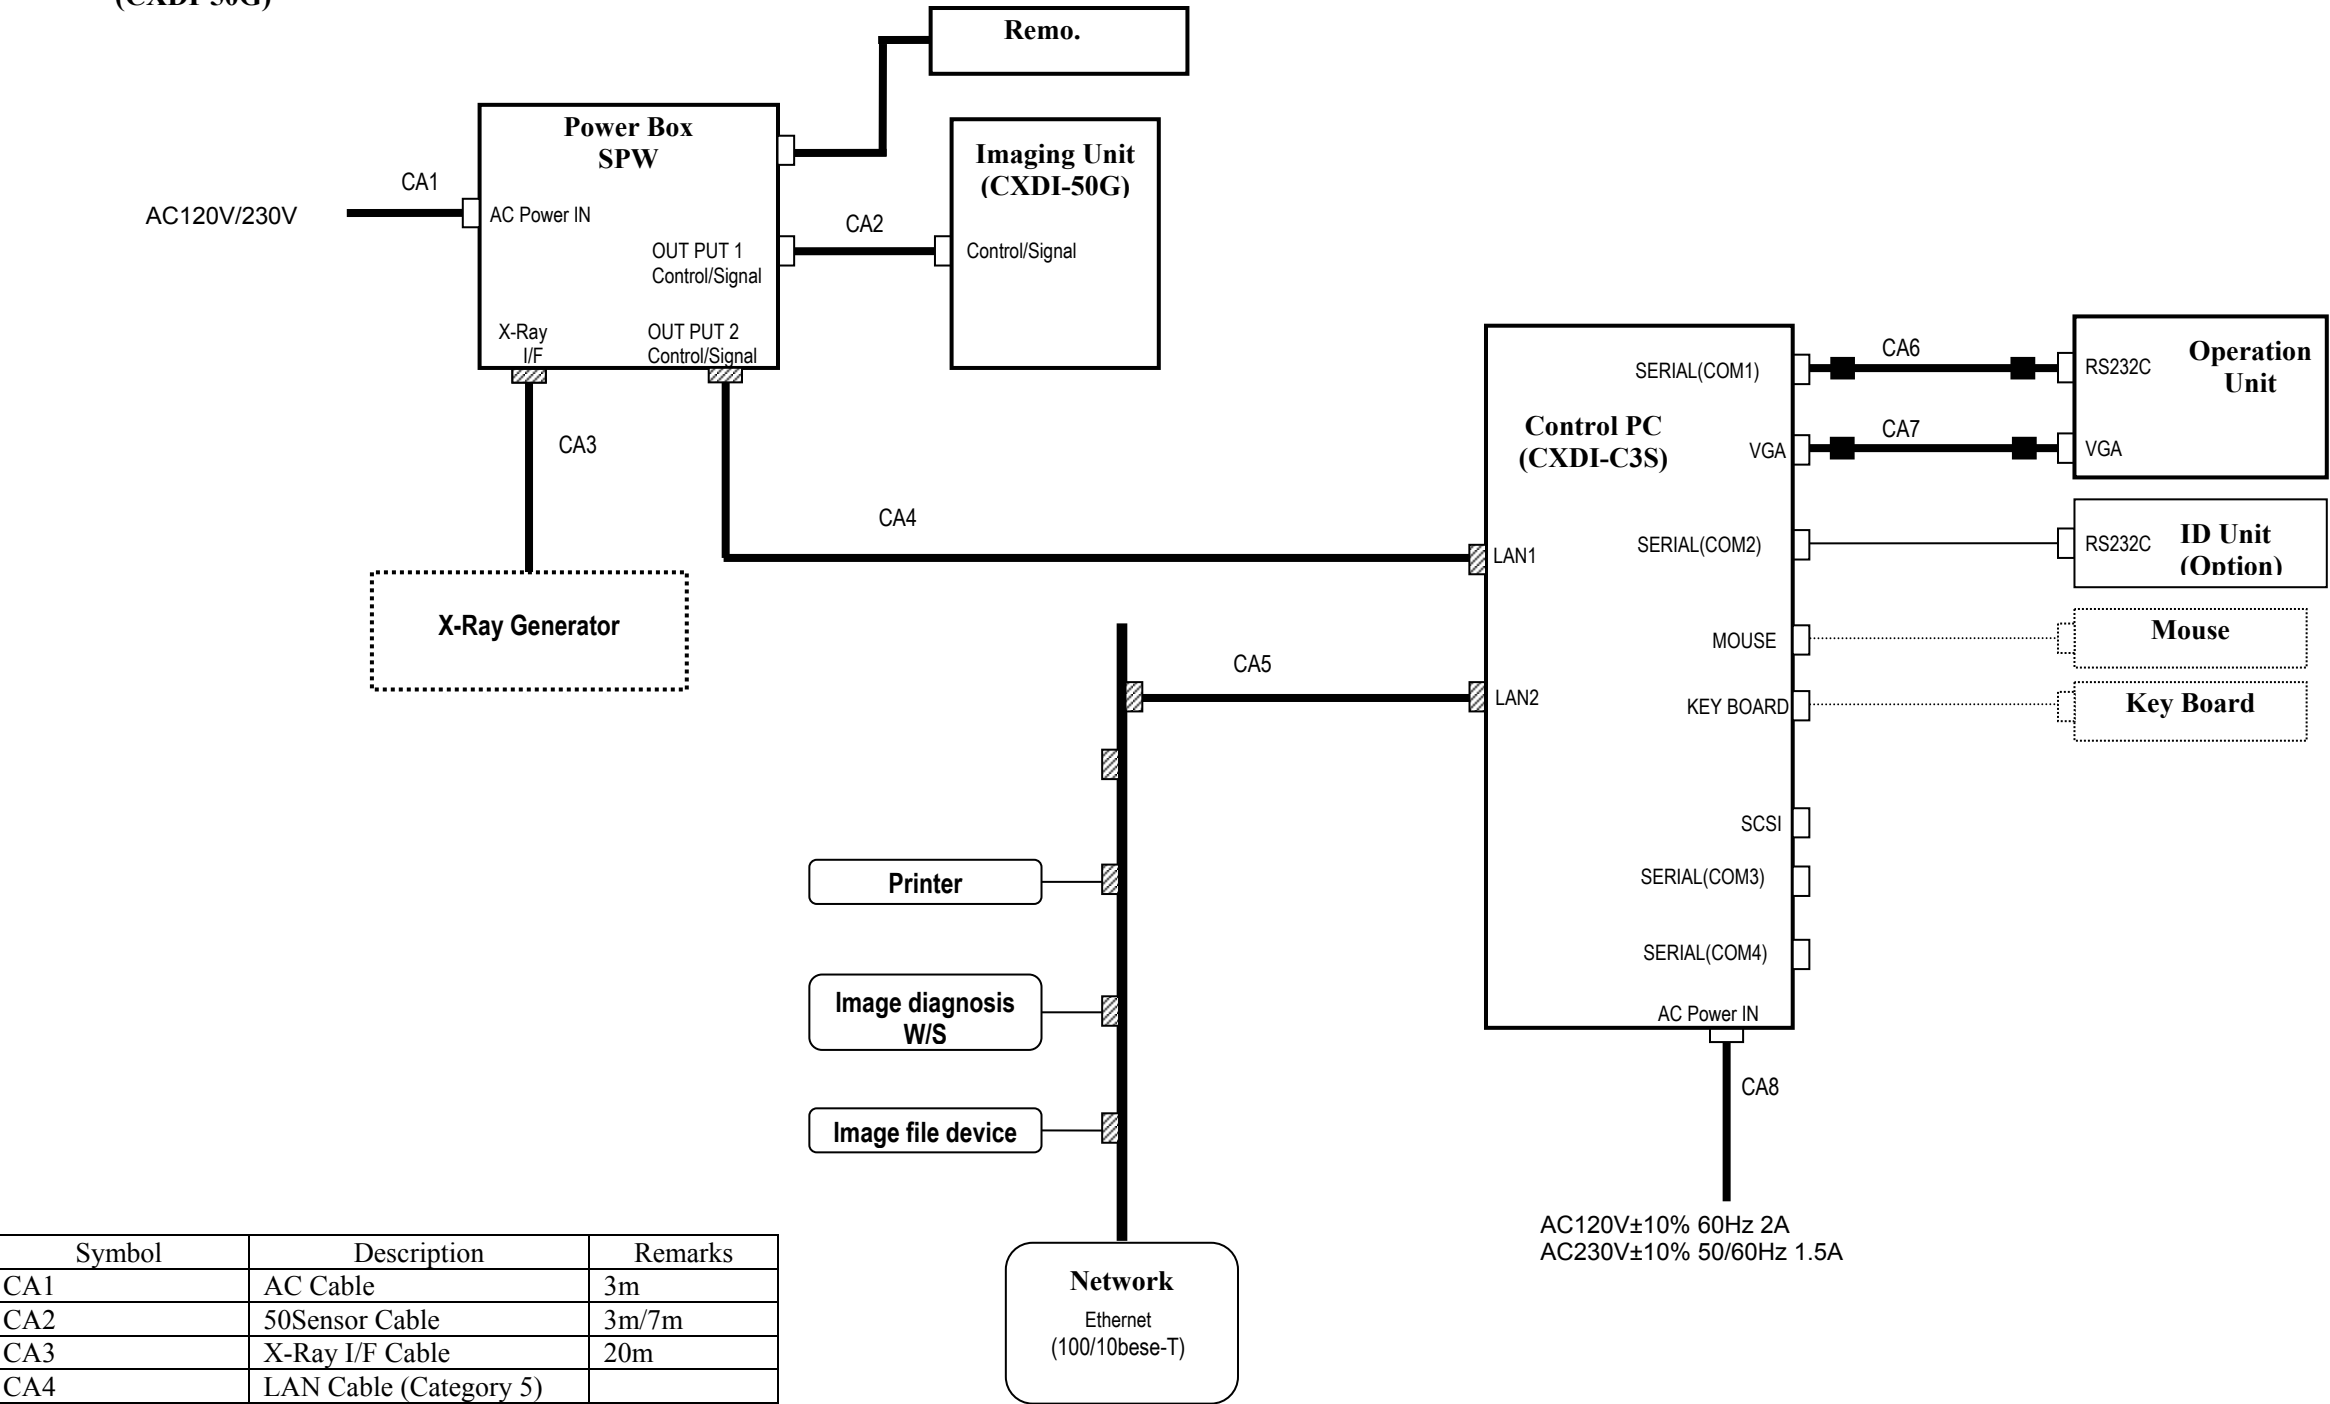 (CXDI-50G)
Remo.
Power Box
SPW
CA1
AC120V/230V
AC Power IN
OUT PUT 1
Control/Signal
X-Ray
I/F
OUT PUT 2
Control/Signal
CA2
Imaging Unit
(CXDI-50G)
Control/Signal
CA3
X-Ray Generator
CA4
Control PC
(CXDI-C3S)
SERIAL(COM1)
VGA
SERIAL(COM2)
LAN1
MOUSE
LAN2
KEY BOARD
SCSI
SERIAL(COM3)
SERIAL(COM4)
AC Power IN
CA6
RS232C
Operation
Unit
CA7
VGA
RS232C
ID Unit
(Option)
Mouse
Key Board
CA5
Printer
Image diagnosis
W/S
Image file device
Network
Ethernet
(100/10bese-T)
CA8
AC120V±10% 60Hz 2A
AC230V±10% 50/60Hz 1.5A
Symbol Description Remarks
CA1 AC Cable 3m
CA2 50Sensor Cable 3m/7m
CA3 X-Ray I/F Cable 20m
CA4 LAN Cable (Category 5)